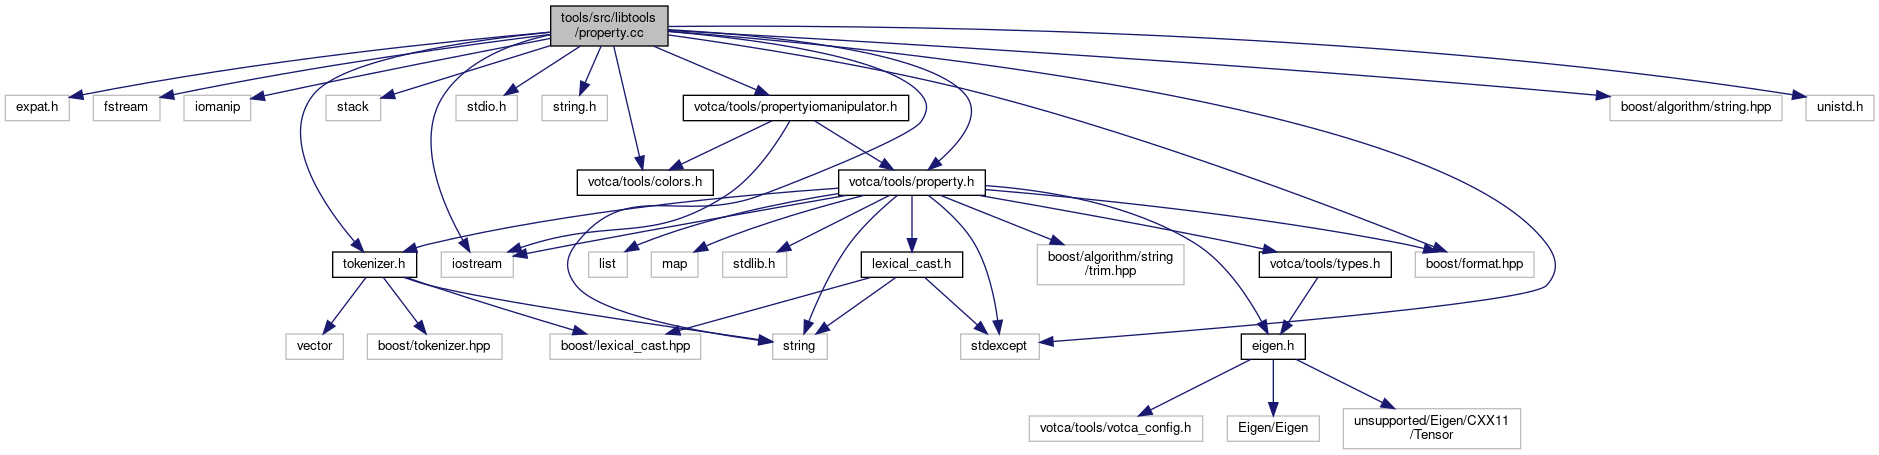 tools/src/libtools
/property.cc
expat.h
fstream
iomanip
stack
stdio.h
string.h
votca/tools/propertyiomanipulator.h
boost/algorithm/string.hpp
unistd.h
votca/tools/colors.h
votca/tools/property.h
tokenizer.h
iostream
list
map
stdlib.h
lexical_cast.h
boost/algorithm/string
/trim.hpp
votca/tools/types.h
boost/format.hpp
vector
boost/tokenizer.hpp
boost/lexical_cast.hpp
string
stdexcept
eigen.h
votca/tools/votca_config.h
Eigen/Eigen
unsupported/Eigen/CXX11
/Tensor